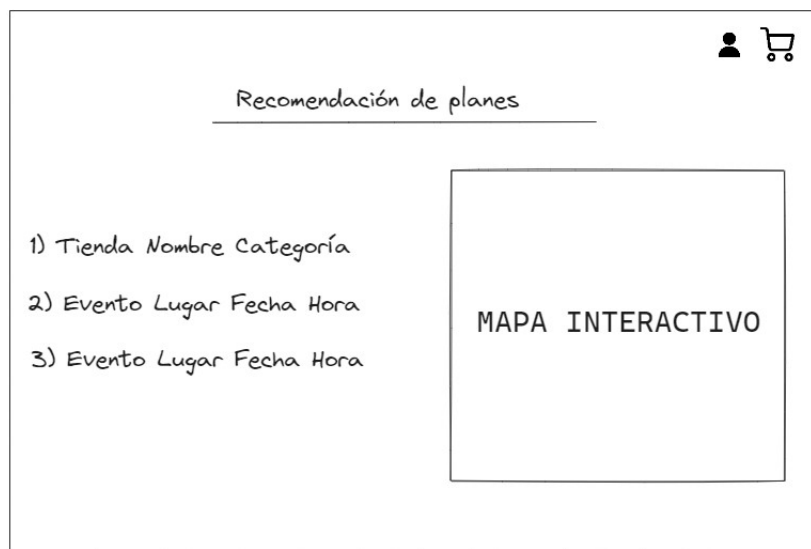 Recomendación de planes
1) Tienda Nombre Categoría
2) Evento Lugar Fecha Hora
3) Evento Lugar Fecha Hora
MAPA INTERACTIVO